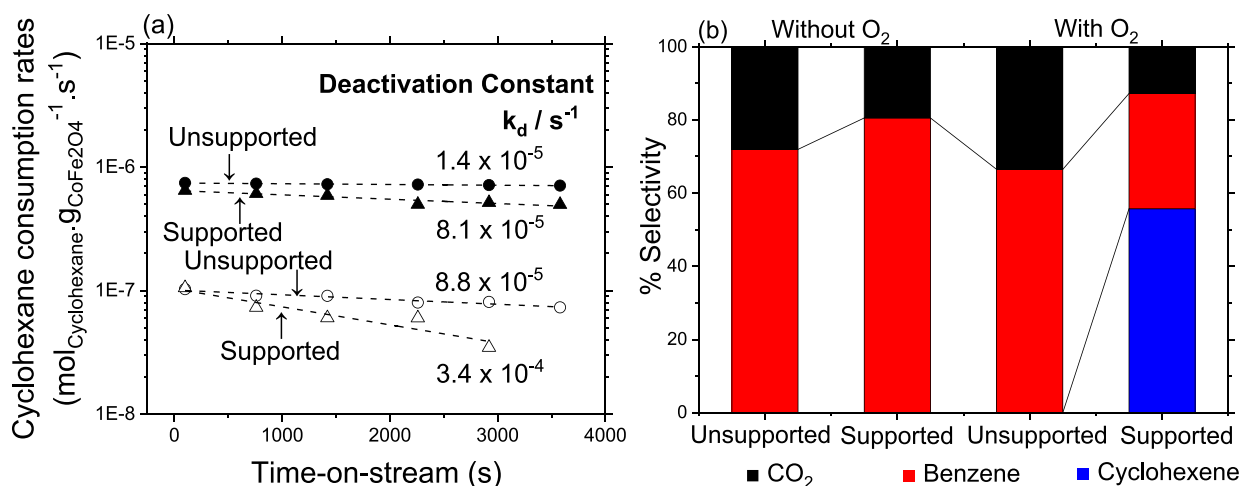 (a)
Cyclohexane consumption rates
(mol_Cyclohexane·g_CoFe2O4^-1·s^-1)
1E-5
1E-6
1E-7
1E-8
Deactivation Constant
k_d / s^-1
Unsupported
1.4 x 10^-5
Supported
8.1 x 10^-5
Unsupported
8.8 x 10^-5
Supported
3.4 x 10^-4
0 1000 2000 3000 4000
Time-on-stream (s)
(b)
Without O₂ With O₂
% Selectivity
100
80
60
40
20
0
Unsupported Supported Unsupported Supported
CO₂ Benzene Cyclohexene